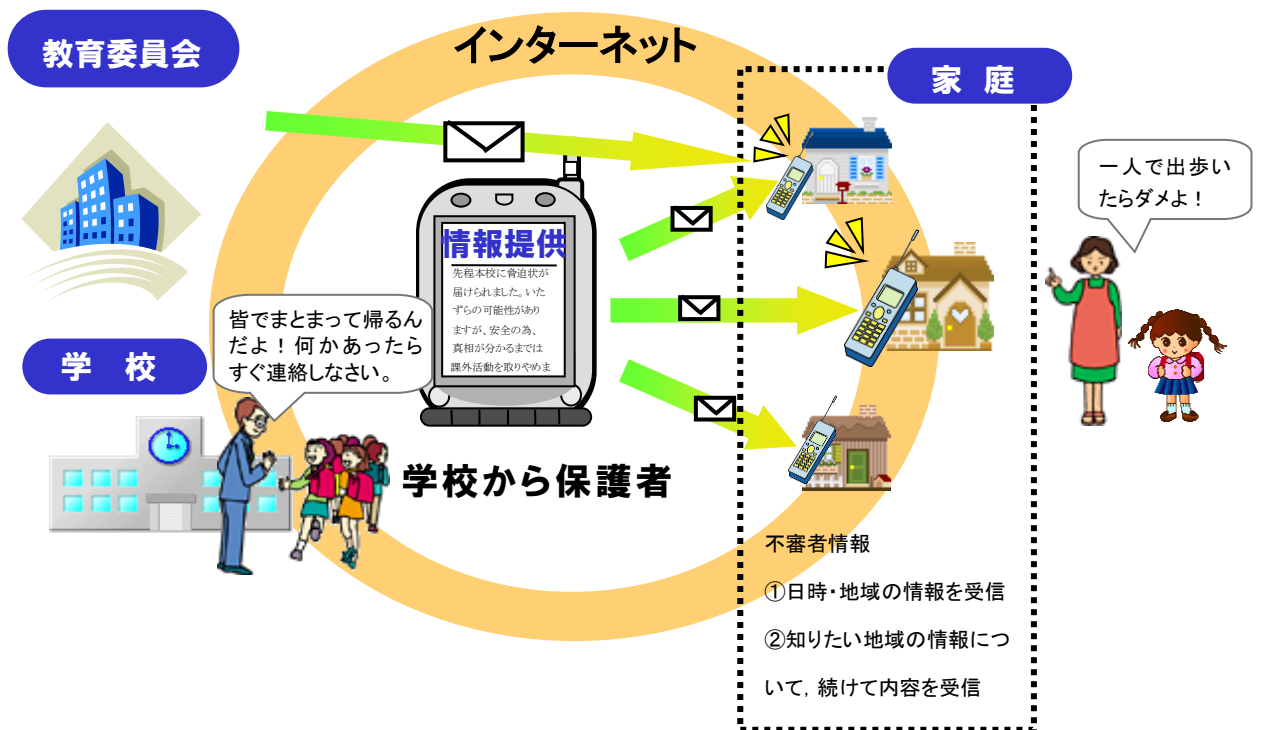 教育委員会
インターネット
家 庭
情報提供
先程本校に脅迫状が
届けられました。いた
ずらの可能性があり
ますが、安全の為、
真相が分かるまでは
課外活動を取りやめま
一人で出歩い
たらダメよ！
学 校
皆でまとまって帰るん
だよ！何かあったら
すぐ連絡しなさい。
学校から保護者
不審者情報
①日時・地域の情報を受信
②知りたい地域の情報につ
いて，続けて内容を受信